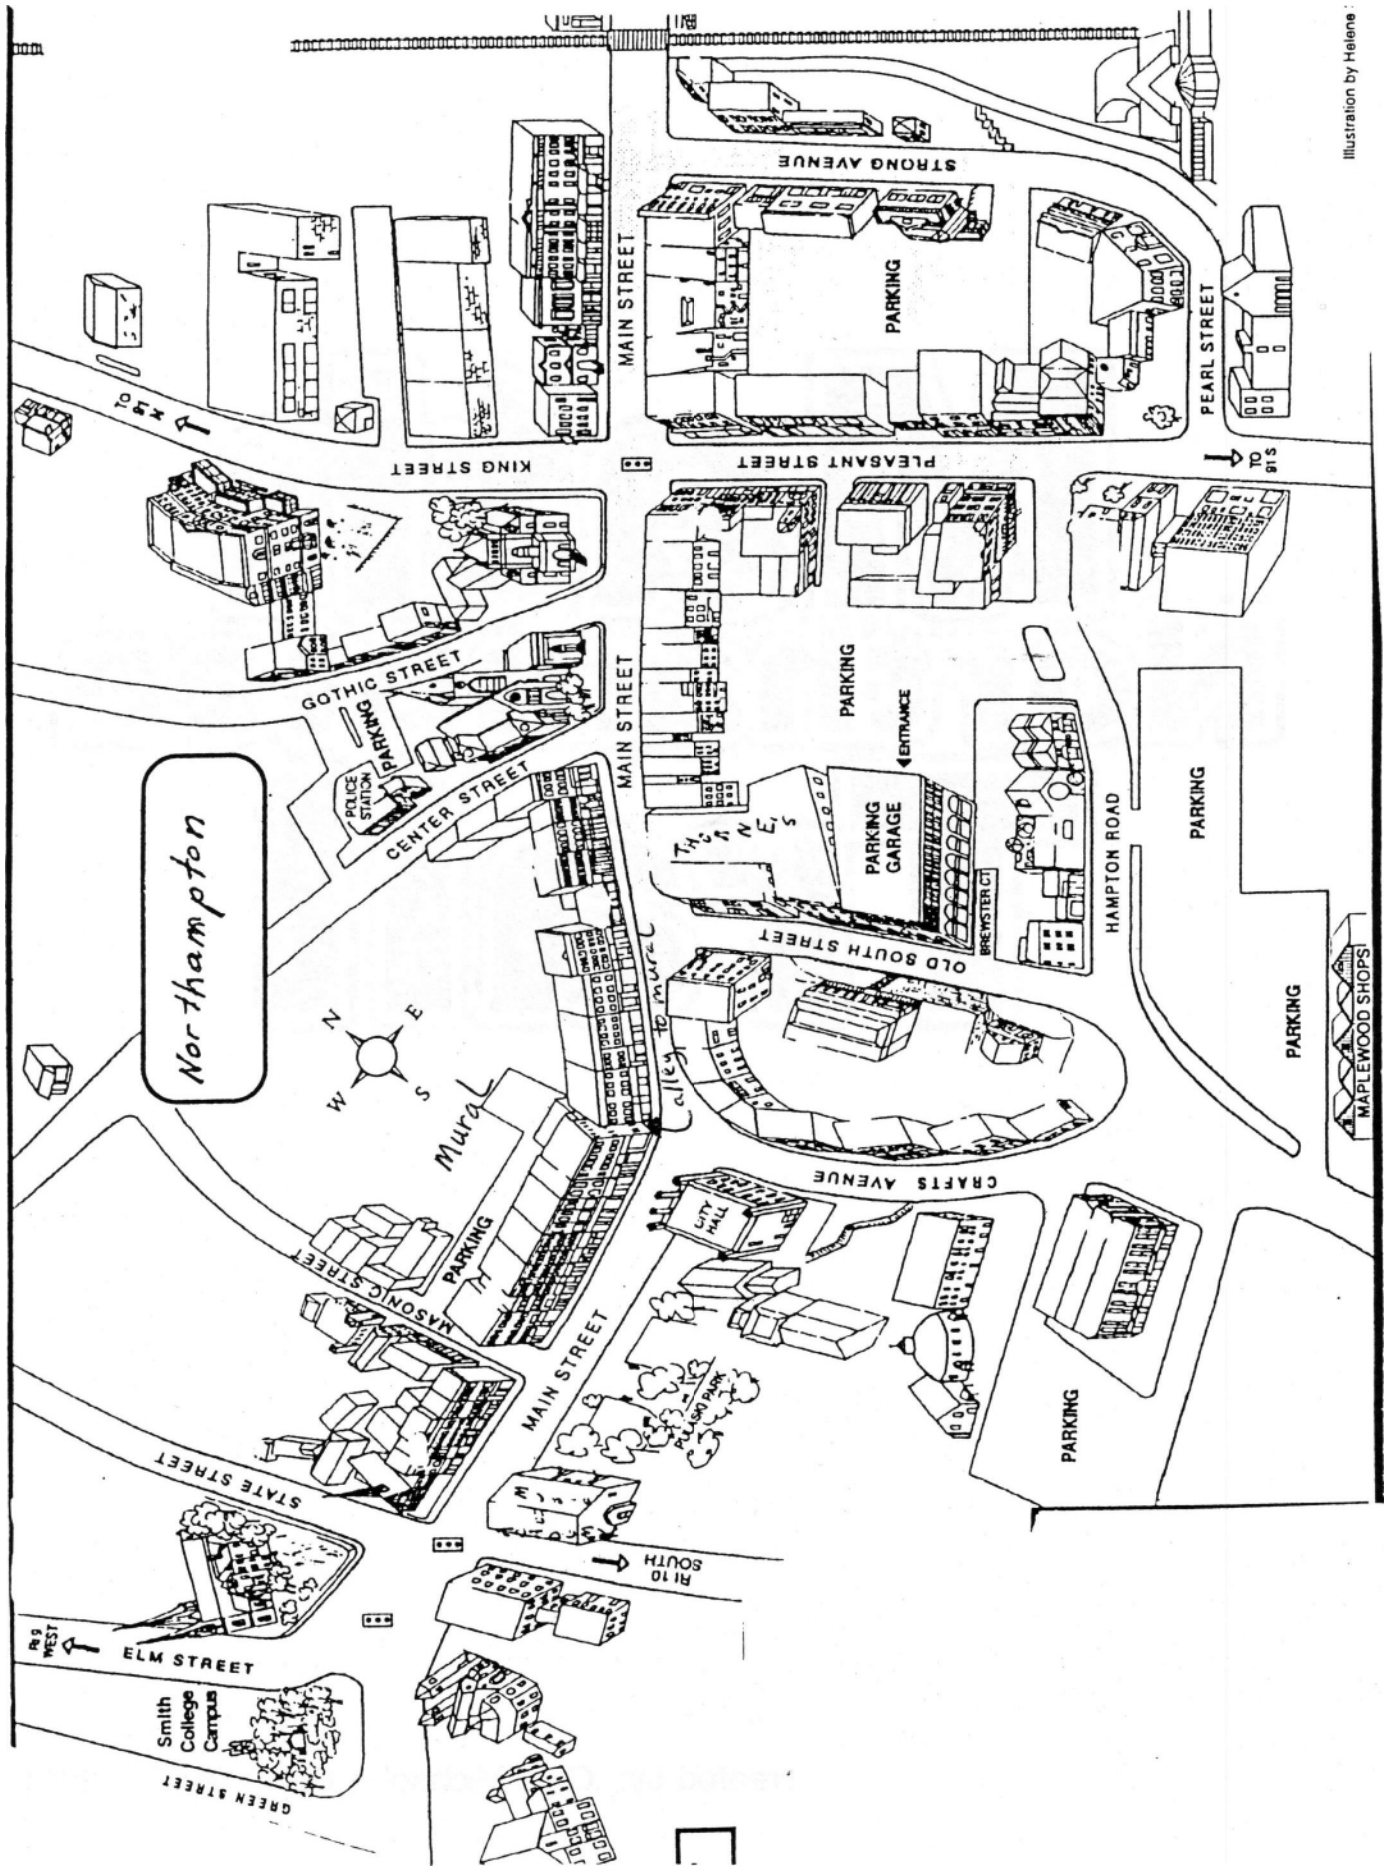 Northampton
Illustration by Helene
TO
91
N
KING STREET
MAIN STREET
STRONG AVENUE
PARKING
PEARL STREET
PLEASANT STREET
TO
91 S
GOTHIC STREET
PARKING
POLICE
STATION
CENTER STREET
MAIN STREET
PARKING
ENTRANCE
THORNES
PARKING
GARAGE
BREWSTER CT
OLD SOUTH STREET
HAMPTON ROAD
PARKING
PARKING
MAPLEWOOD SHOPS
N
E
S
W
Mural
(alley to mural
CRAFTS AVENUE
CITY
HALL
PARKING
MASONIC STREET
MAIN STREET
PULASKI PARK
PARKING
STATE STREET
Rt 10
SOUTH
Rt 9
WEST
ELM STREET
Smith
College
Campus
GREEN STREET